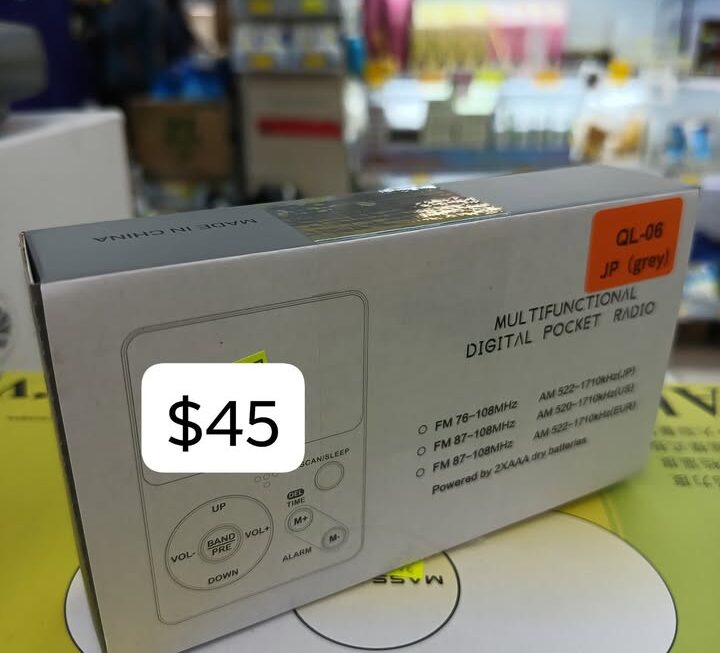 MADE IN CHINA
QL-06
JP (grey)
MULTIFUNCTIONAL
DIGITAL POCKET RADIO
FM 76-108MHz AM 522-1710kHz(JP)
FM 87-108MHz AM 520-1710kHz(US)
FM 87-108MHz AM 522-1710kHz(EUR)
Powered by 2XAAA dry batteries
$45
SCAN/SLEEP
UP
DEL
TIME
VOL-
BAND
PRE
VOL+
M+
M-
DOWN
ALARM
MASS